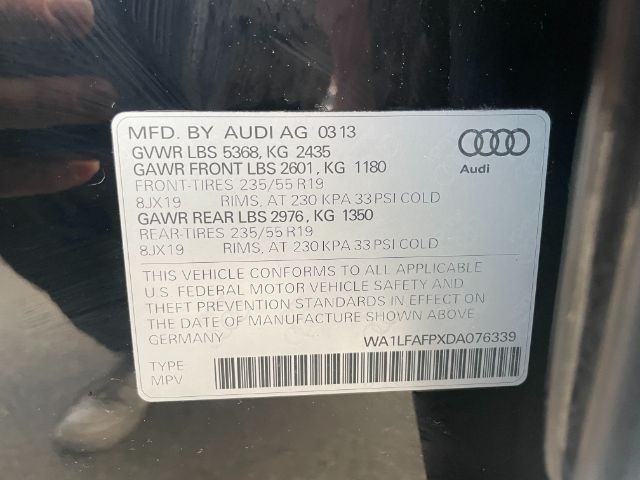 MFD. BY AUDI AG 0313
GVWR LBS 5368, KG 2435
GAWR FRONT LBS 2601, KG 1180
FRONT-TIRES 235/55 R19
8JX19 RIMS, AT 230 KPA 33 PSI COLD
GAWR REAR LBS 2976, KG 1350
REAR-TIRES 235/55 R19
8JX19 RIMS, AT 230 KPA 33 PSI COLD
Audi
THIS VEHICLE CONFORMS TO ALL APPLICABLE
U.S. FEDERAL MOTOR VEHICLE SAFETY AND
THEFT PREVENTION STANDARDS IN EFFECT ON
THE DATE OF MANUFACTURE SHOWN ABOVE
GERMANY WA1LFAFPXDA076339
TYPE
MPV